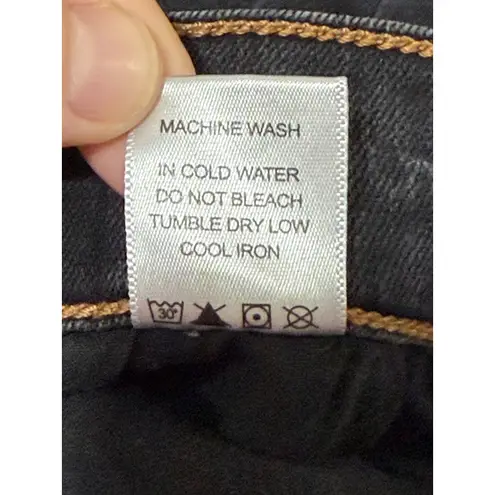 MACHINE WASH
IN COLD WATER
DO NOT BLEACH
TUMBLE DRY LOW
COOL IRON
30°